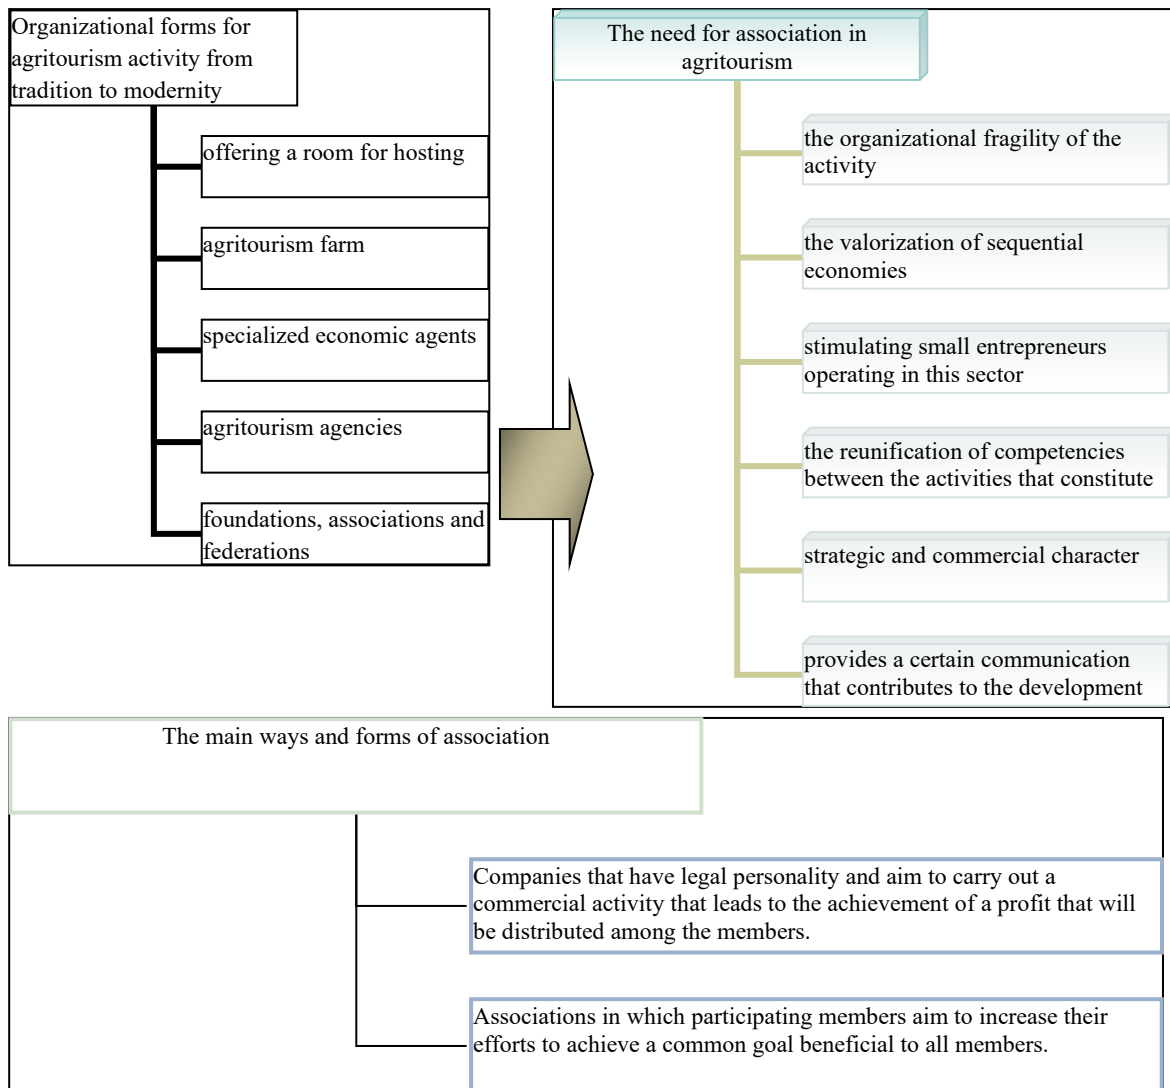 Organizational forms for
agritourism activity from
tradition to modernity
offering a room for hosting
agritourism farm
specialized economic agents
agritourism agencies
foundations, associations and
federations
The need for association in
agritourism
the organizational fragility of the
activity
the valorization of sequential
economies
stimulating small entrepreneurs
operating in this sector
the reunification of competencies
between the activities that constitute
strategic and commercial character
provides a certain communication
that contributes to the development
The main ways and forms of association
Companies that have legal personality and aim to carry out a
commercial activity that leads to the achievement of a profit that will
be distributed among the members.
Associations in which participating members aim to increase their
efforts to achieve a common goal beneficial to all members.